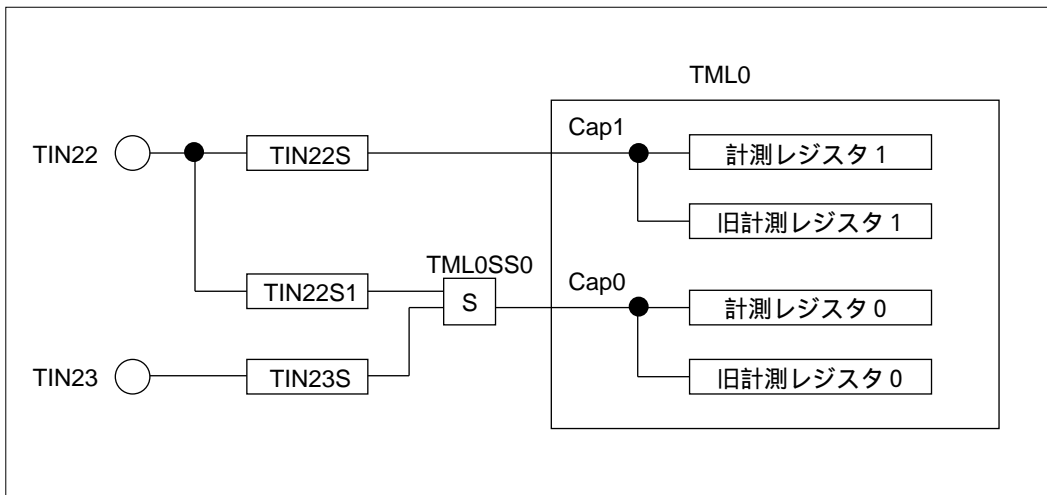 TML0
Cap1
TIN22
TIN22S
計測レジスタ1
旧計測レジスタ1
TML0SS0
Cap0
TIN22S1
S
計測レジスタ0
TIN23
TIN23S
旧計測レジスタ0